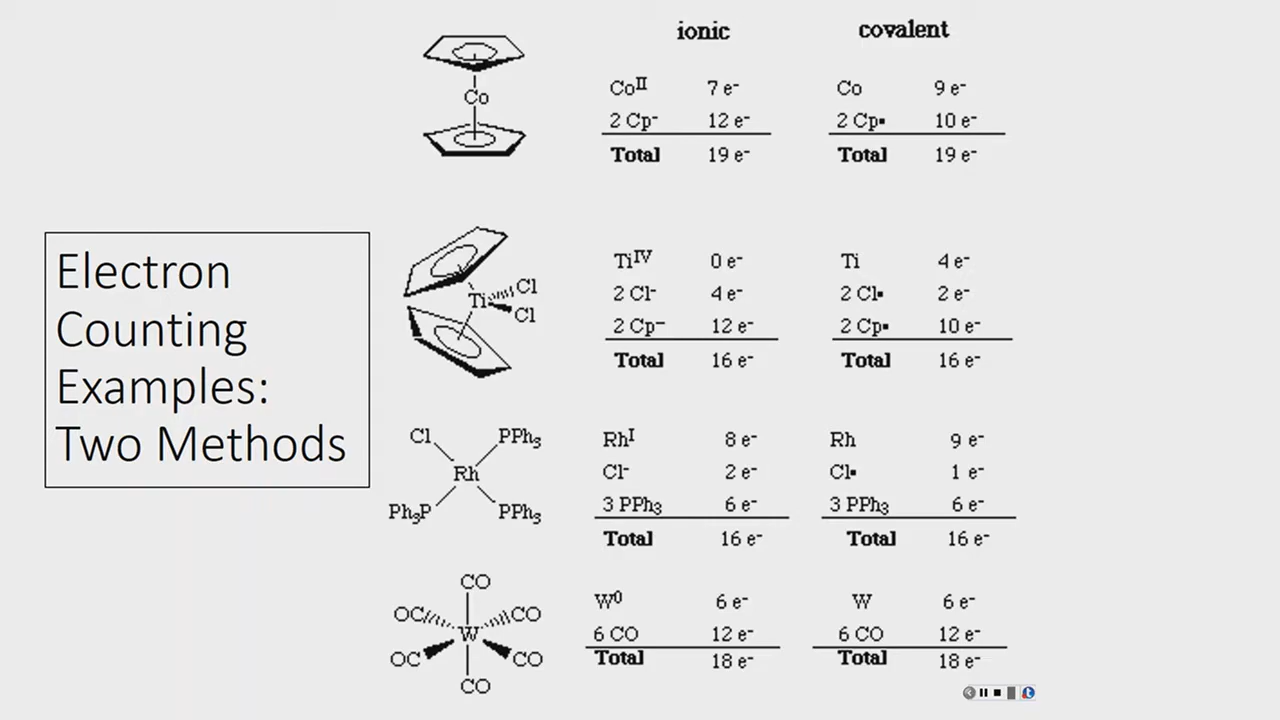 Electron
Counting
Examples:
Two Methods
ionic covalent
Co
Co^II 7 e⁻ Co 9 e⁻
2 Cp⁻ 12 e⁻ 2 Cp• 10 e⁻
Total 19 e⁻ Total 19 e⁻
Ti Cl
Cl
Ti^IV 0 e⁻ Ti 4 e⁻
2 Cl⁻ 4 e⁻ 2 Cl• 2 e⁻
2 Cp⁻ 12 e⁻ 2 Cp• 10 e⁻
Total 16 e⁻ Total 16 e⁻
Cl PPh₃
Rh
Ph₃P PPh₃
Rh^I 8 e⁻ Rh 9 e⁻
Cl⁻ 2 e⁻ Cl• 1 e⁻
3 PPh₃ 6 e⁻ 3 PPh₃ 6 e⁻
Total 16 e⁻ Total 16 e⁻
CO
OC CO
W
OC CO
CO
W⁰ 6 e⁻ W 6 e⁻
6 CO 12 e⁻ 6 CO 12 e⁻
Total 18 e⁻ Total 18 e⁻